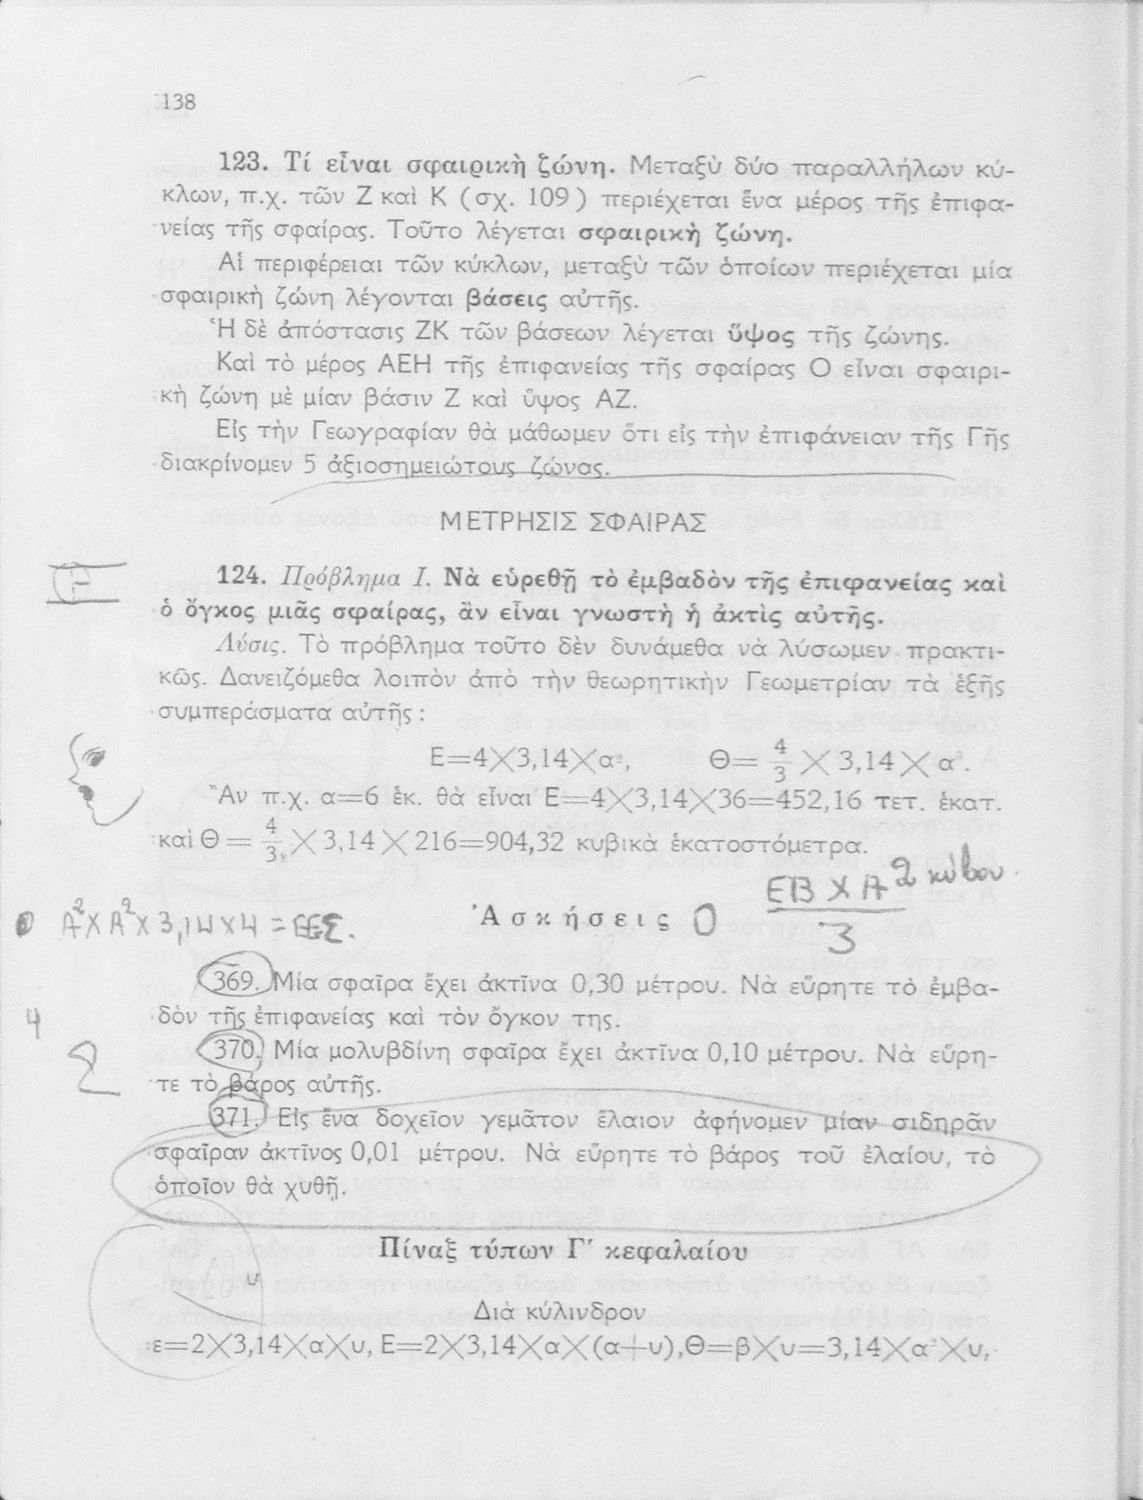 138
123. Τί εἶναι σφαιρικὴ ζώνη. Μεταξὺ δύο παραλλήλων κύ-
κλων, π.χ. τῶν Ζ καὶ Κ (σχ. 109) περιέχεται ἕνα μέρος τῆς ἐπιφα-
νείας τῆς σφαίρας. Τοῦτο λέγεται σφαιρικὴ ζώνη.
Αἱ περιφέρειαι τῶν κύκλων, μεταξὺ τῶν ὁποίων περιέχεται μία
σφαιρικὴ ζώνη λέγονται βάσεις αὐτῆς.
Ἡ δὲ ἀπόστασις ΖΚ τῶν βάσεων λέγεται ὕψος τῆς ζώνης.
Καὶ τὸ μέρος ΑΕΗ τῆς ἐπιφανείας τῆς σφαίρας Ο εἶναι σφαιρι-
κὴ ζώνη μὲ μίαν βάσιν Ζ καὶ ὕψος ΑΖ.
Εἰς τὴν Γεωγραφίαν θὰ μάθωμεν ὅτι εἰς τὴν ἐπιφάνειαν τῆς Γῆς
διακρίνομεν 5 ἀξιοσημειώτους ζώνας.
ΜΕΤΡΗΣΙΣ ΣΦΑΙΡΑΣ
124. Πρόβλημα Ι. Νὰ εὑρεθῇ τὸ ἐμβαδὸν τῆς ἐπιφανείας καὶ
ὁ ὄγκος μιᾶς σφαίρας, ἂν εἶναι γνωστὴ ἡ ἀκτὶς αὐτῆς.
Λύσις. Τὸ πρόβλημα τοῦτο δὲν δυνάμεθα νὰ λύσωμεν πρακτι-
κῶς. Δανειζόμεθα λοιπὸν ἀπὸ τὴν θεωρητικὴν Γεωμετρίαν τὰ ἑξῆς
συμπεράσματα αὐτῆς :
Ε=4×3,14×α², Θ= 4/3 × 3,14 × α³.
Ἂν π.χ. α=6 ἑκ. θὰ εἶναι Ε=4×3,14×36=452,16 τετ. ἑκατ.
καὶ Θ = 4/3 × 3,14 × 216=904,32 κυβικὰ ἑκατοστόμετρα.
ΕΒ Χ Α 2 κύβου
3
Α²ΧΑ²Χ3,14Χ4 = ΕΕΣ.
Ἀσκήσεις
369. Μία σφαῖρα ἔχει ἀκτῖνα 0,30 μέτρου. Νὰ εὕρητε τὸ ἐμβα-
δὸν τῆς ἐπιφανείας καὶ τὸν ὄγκον της.
4
370. Μία μολυβδίνη σφαῖρα ἔχει ἀκτῖνα 0,10 μέτρου. Νὰ εὕρη-
2
τε τὸ βάρος αὐτῆς.
371. Εἰς ἕνα δοχεῖον γεμᾶτον ἔλαιον ἀφήνομεν μίαν σιδηρᾶν
σφαῖραν ἀκτῖνος 0,01 μέτρου. Νὰ εὕρητε τὸ βάρος τοῦ ἐλαίου, τὸ
ὁποῖον θὰ χυθῇ.
Πίναξ τύπων Γ′ κεφαλαίου
υ
Διὰ κύλινδρον
ε=2×3,14×α×υ, Ε=2×3,14×α×(α+υ),Θ=β×υ=3,14×α²×υ,